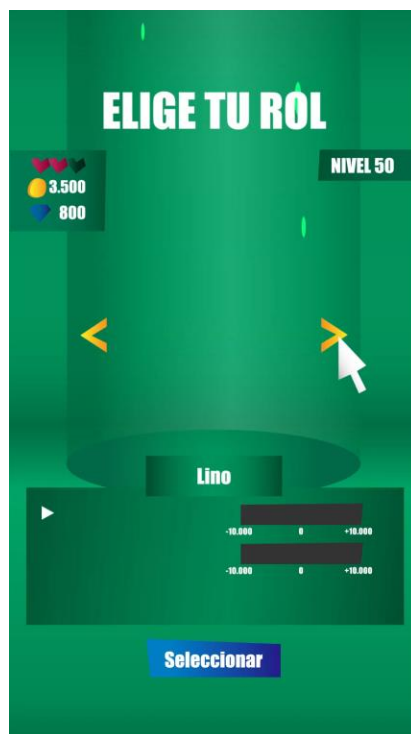 ELIGE TU ROL
3.500
NIVEL 50
800
Lino
-10.000 0 +10.000
-10.000 0 +10.000
Seleccionar